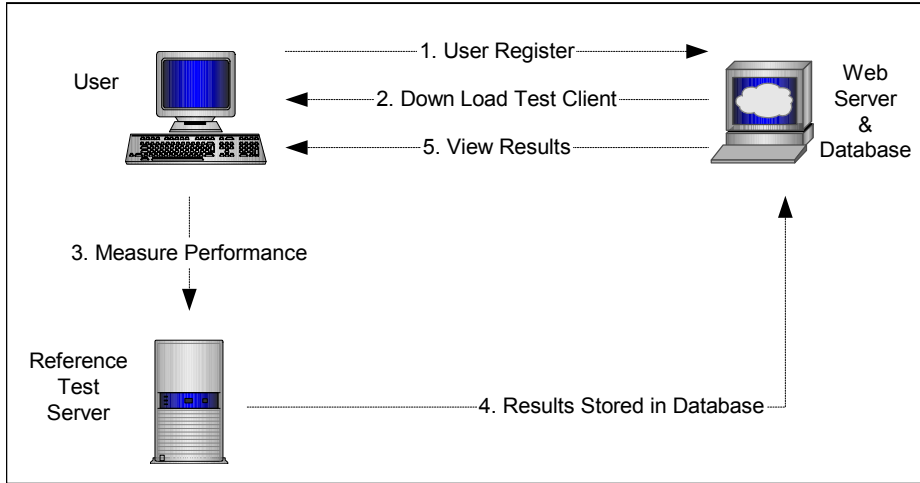 1. User Register
User
2. Down Load Test Client
5. View Results
Web
Server
&
Database
3. Measure Performance
Reference
Test
Server
4. Results Stored in Database